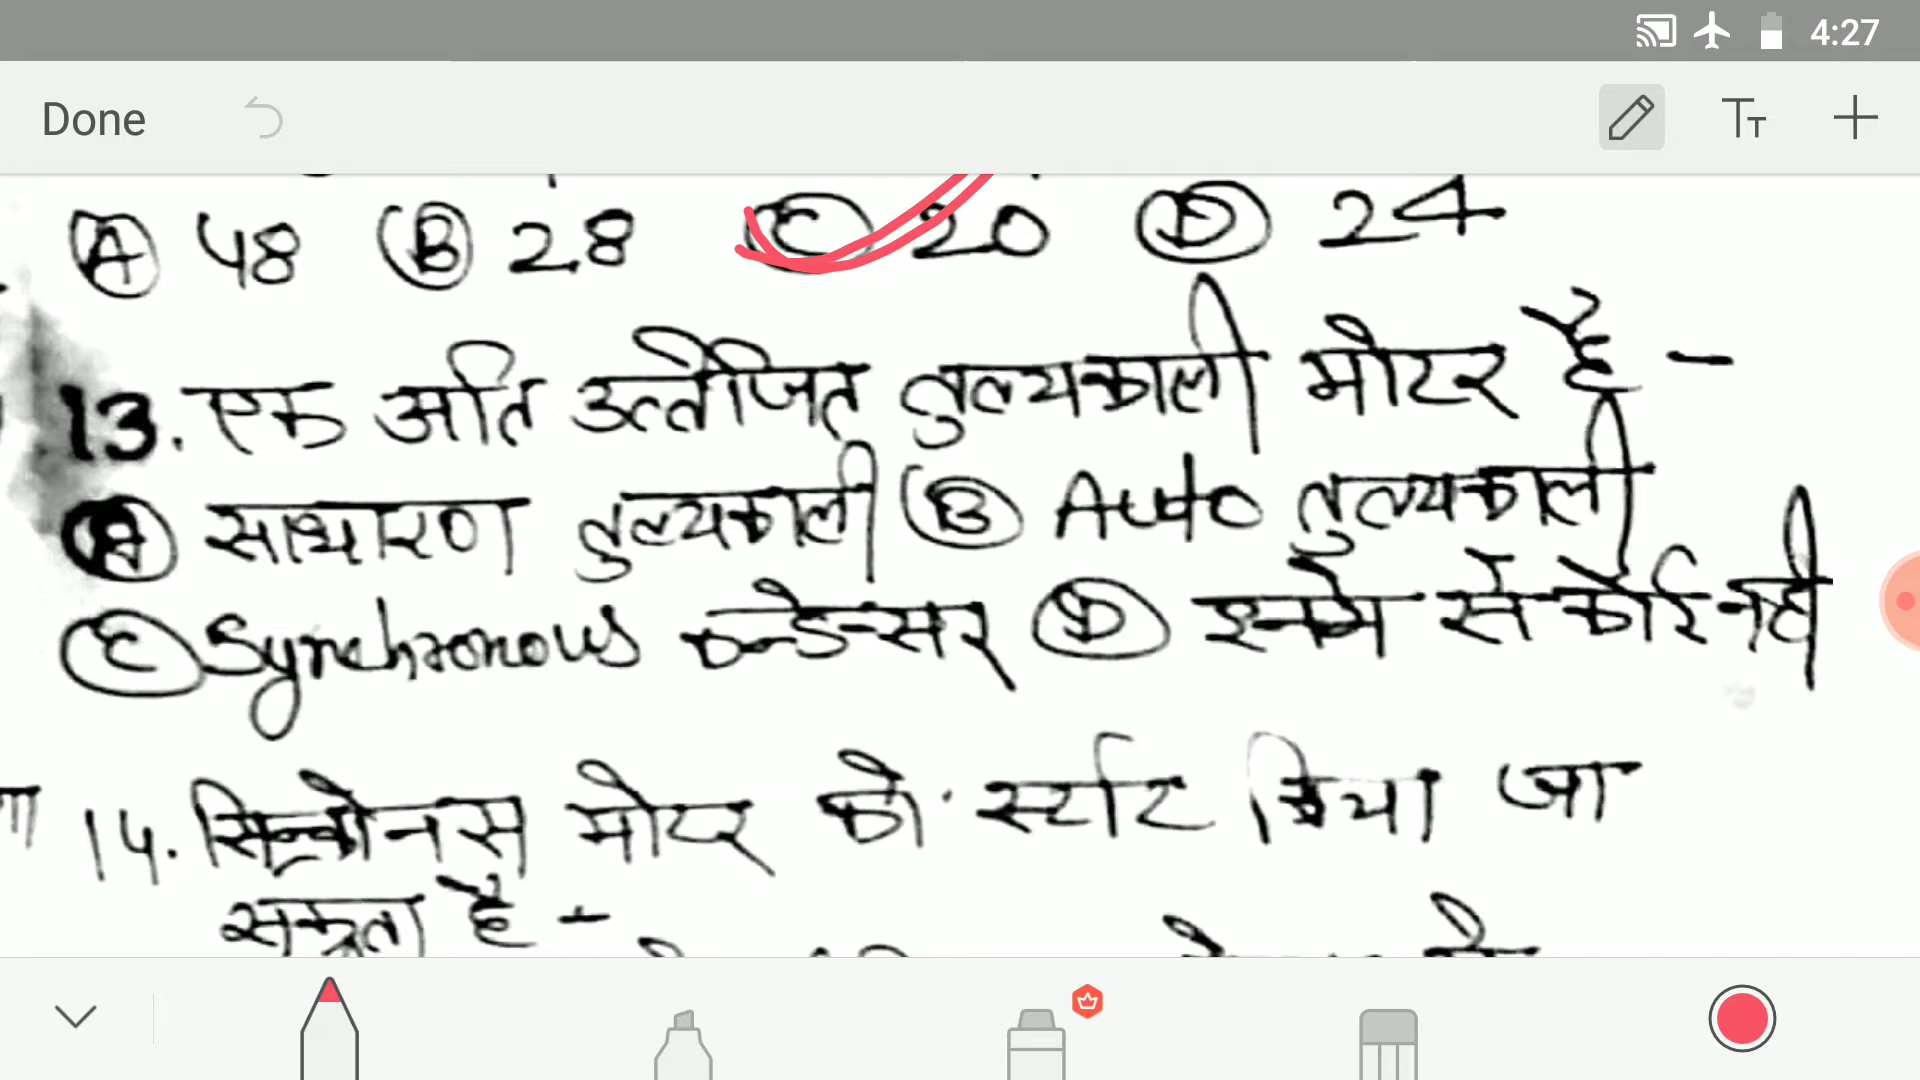 4:27
Done
(A) 48 (B) 28 (C) 20 (D) 24
13. एक अति उत्तेजित तुल्यकाली मोटर है -
(A) साधारण तुल्यकाली (B) Auto तुल्यकाली
(C) Synchronous कन्डेन्सर (D) इनमे से कोई नही
14. सिन्क्रोनस मोटर को स्टार्ट किया जा
सकता है -